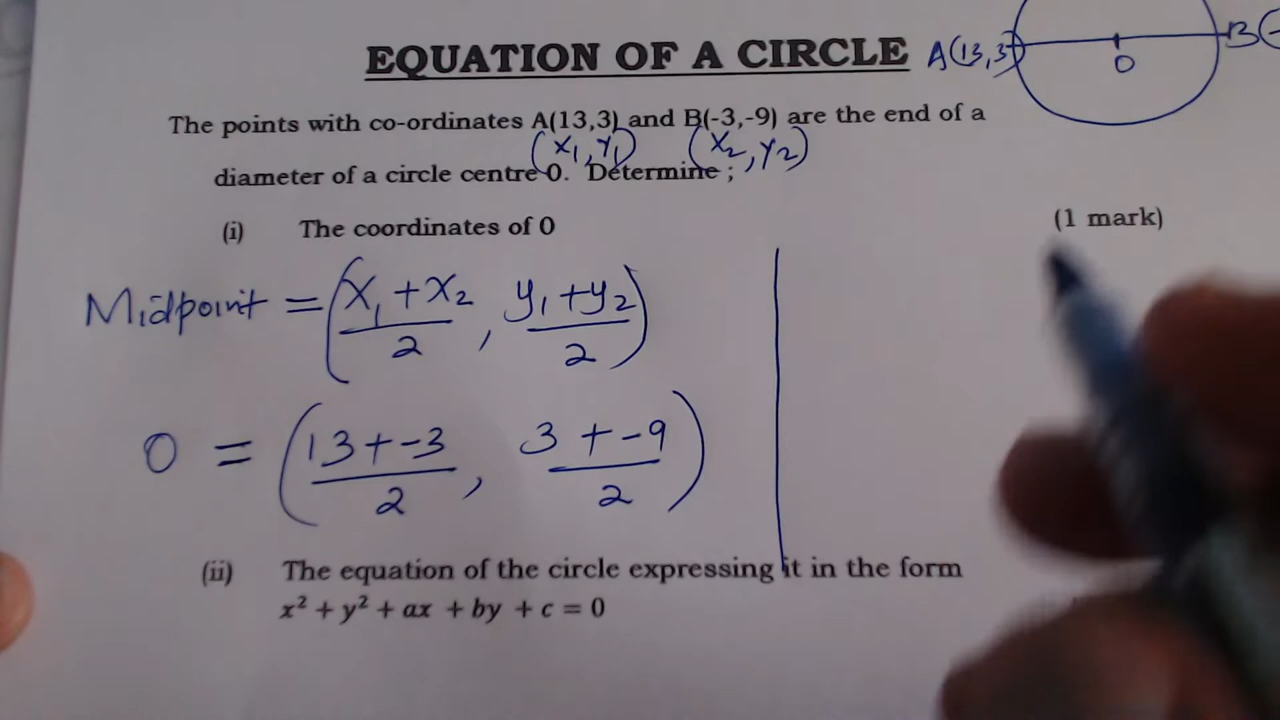 EQUATION OF A CIRCLE
A(13,3)
O
B(-
The points with co-ordinates A(13,3) and B(-3,-9) are the end of a
(x₁, y₁) (x₂, y₂)
diameter of a circle centre 0. Determine ;
(i) The coordinates of 0 (1 mark)
Midpoint = (x₁ + x₂ / 2 , y₁ + y₂ / 2)
O = (13 + -3 / 2 , 3 + -9 / 2)
(ii) The equation of the circle expressing it in the form
x² + y² + ax + by + c = 0